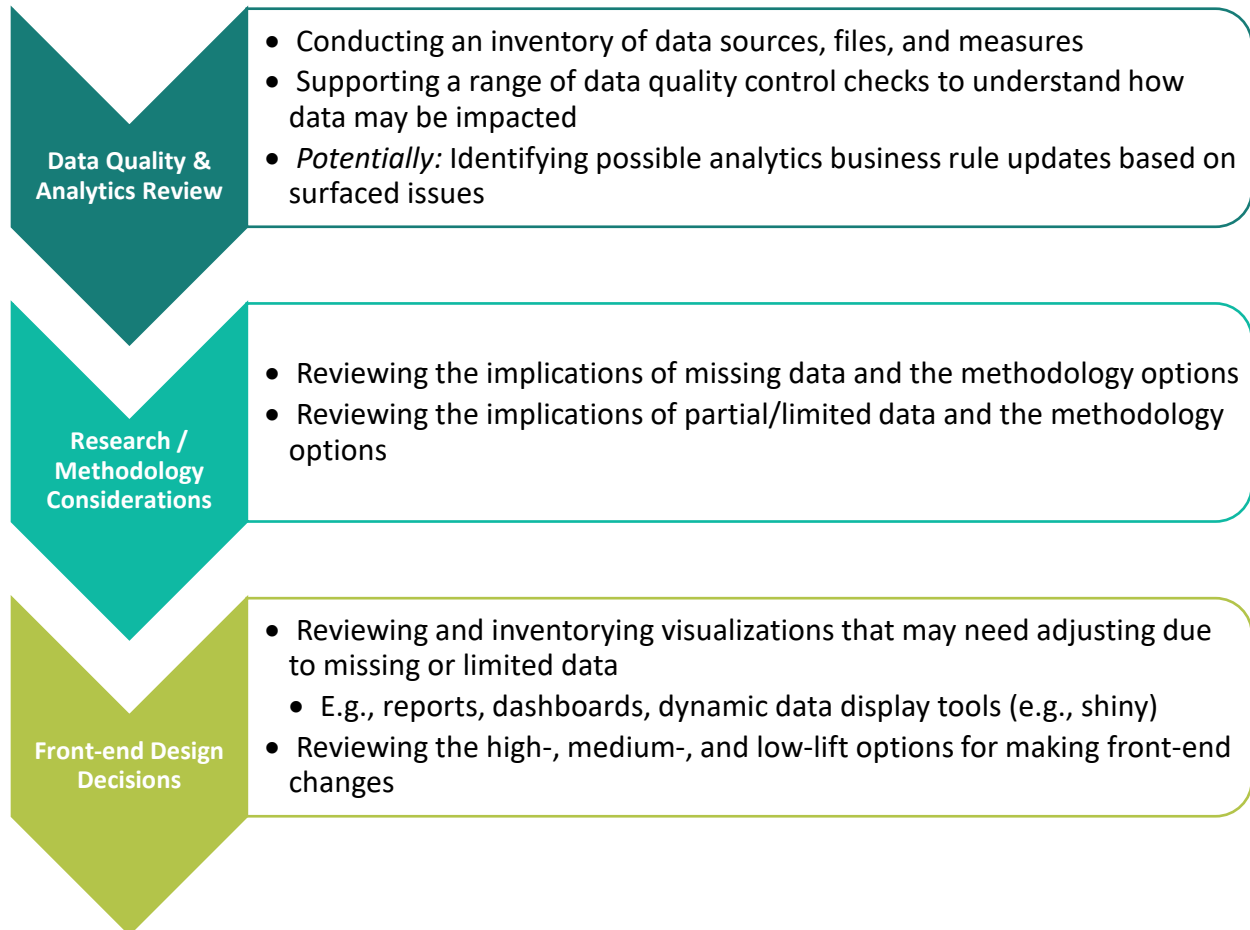 Data Quality &
Analytics Review
• Conducting an inventory of data sources, files, and measures
• Supporting a range of data quality control checks to understand how
data may be impacted
• Potentially: Identifying possible analytics business rule updates based on
surfaced issues
Research /
Methodology
Considerations
• Reviewing the implications of missing data and the methodology options
• Reviewing the implications of partial/limited data and the methodology
options
Front-end Design
Decisions
• Reviewing and inventorying visualizations that may need adjusting due
to missing or limited data
• E.g., reports, dashboards, dynamic data display tools (e.g., shiny)
• Reviewing the high-, medium-, and low-lift options for making front-end
changes